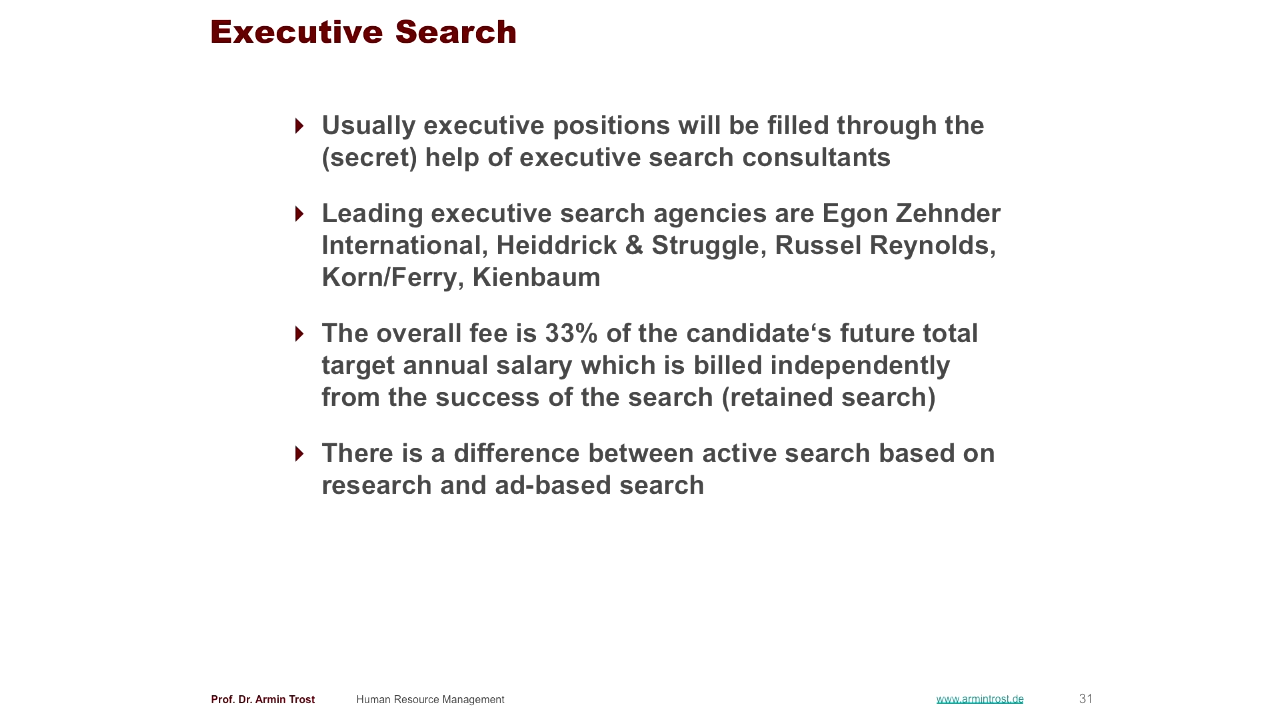 Executive Search
Usually executive positions will be filled through the
(secret) help of executive search consultants
Leading executive search agencies are Egon Zehnder
International, Heiddrick & Struggle, Russel Reynolds,
Korn/Ferry, Kienbaum
The overall fee is 33% of the candidate‘s future total
target annual salary which is billed independently
from the success of the search (retained search)
There is a difference between active search based on
research and ad-based search
Prof. Dr. Armin Trost Human Resource Management www.armintrost.de 31